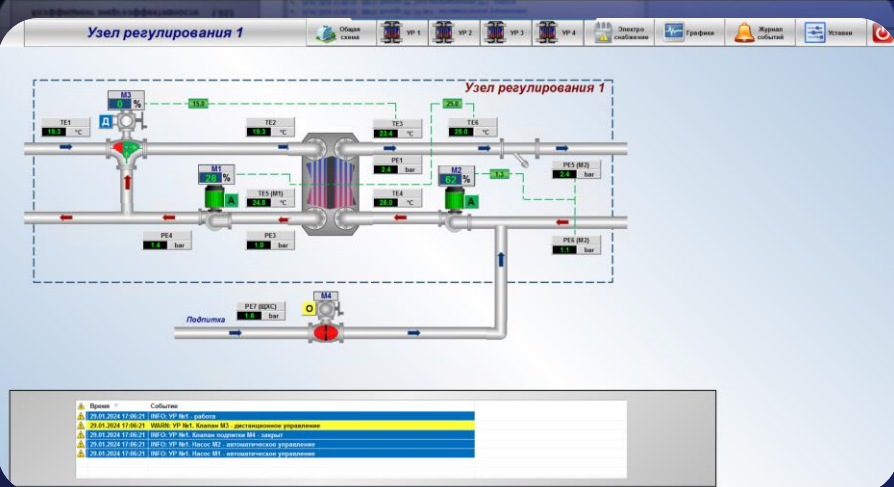 Узел регулирования 1
Общая схема
УР 1
УР 2
УР 3
УР 4
Электро снабжение
Графики
Журнал событий
Уставки
Узел регулирования 1
M3
0 %
15.0
25.0
Д
TE1
19.3 °C
TE2
19.3 °C
TE3
23.4 °C
TE6
25.0 °C
PE1
2.4 bar
M1
28 %
A
M2
62 %
A
1.3
PE5 (M2)
2.4 bar
TE5 (M1)
24.8 °C
TE4
28.0 °C
PE4
1.4 bar
PE3
1.0 bar
PE6 (M2)
1.1 bar
M4
О
PE7 (ЩХС)
1.6 bar
Подпитка
Время Событие
29.01.2024 17:06:21 INFO: УР №1 - работа
29.01.2024 17:06:21 WARN: УР №1. Клапан М3 - дистанционное управление
29.01.2024 17:06:21 INFO: УР №1. Клапан подпитки М4 - закрыт
29.01.2024 17:06:21 INFO: УР №1. Насос М2 - автоматическое управление
29.01.2024 17:06:21 INFO: УР №1. Насос М1 - автоматическое управление